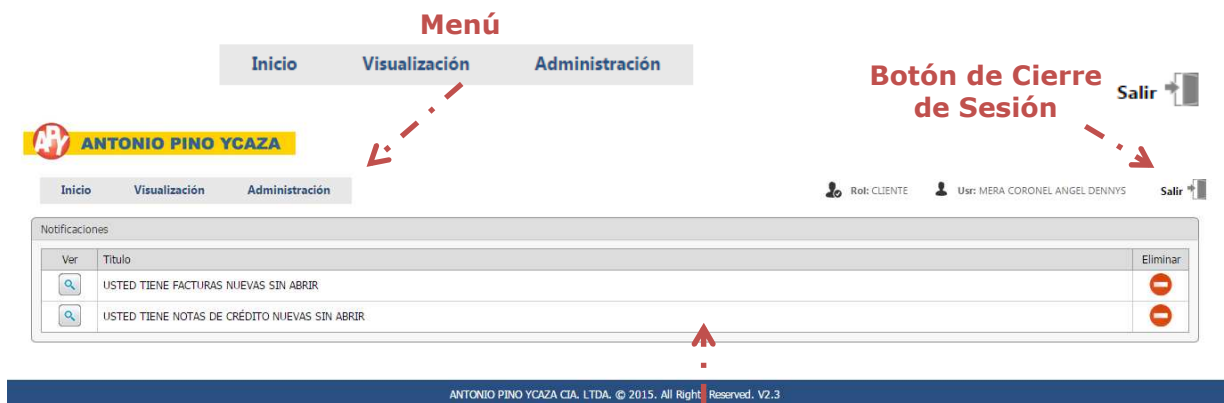 Menú
Inicio Visualización Administración
Botón de Cierre
de Sesión
Salir
APY ANTONIO PINO YCAZA
Inicio Visualización Administración Rol: CLIENTE Usr: MERA CORONEL ANGEL DENNYS Salir
Notificaciones
Ver Titulo Eliminar
USTED TIENE FACTURAS NUEVAS SIN ABRIR
USTED TIENE NOTAS DE CRÉDITO NUEVAS SIN ABRIR
ANTONIO PINO YCAZA CIA. LTDA. © 2015. All Right Reserved. V2.3